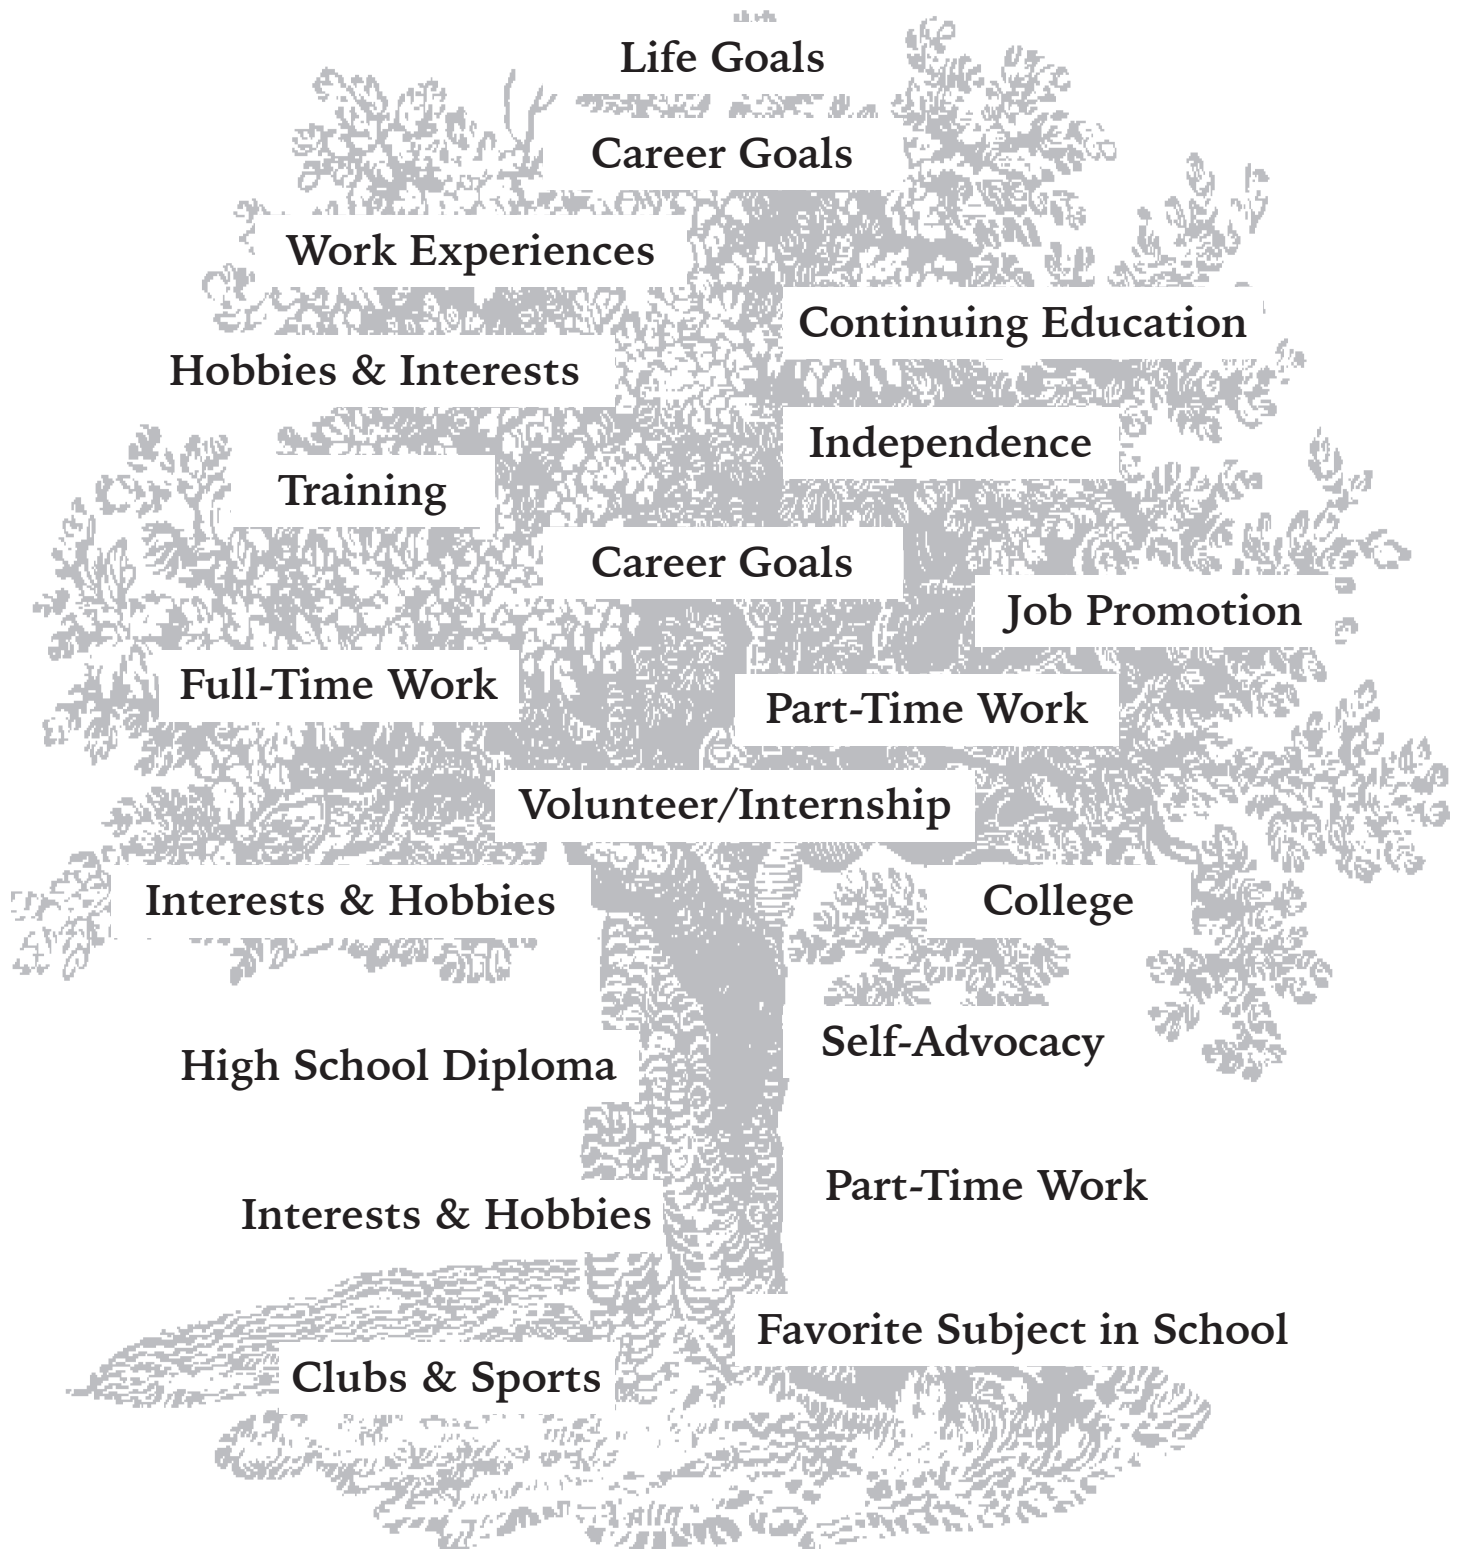 Life Goals
Career Goals
Work Experiences
Continuing Education
Hobbies & Interests
Independence
Training
Career Goals
Job Promotion
Full-Time Work
Part-Time Work
Volunteer/Internship
Interests & Hobbies
College
Self-Advocacy
High School Diploma
Part-Time Work
Interests & Hobbies
Favorite Subject in School
Clubs & Sports